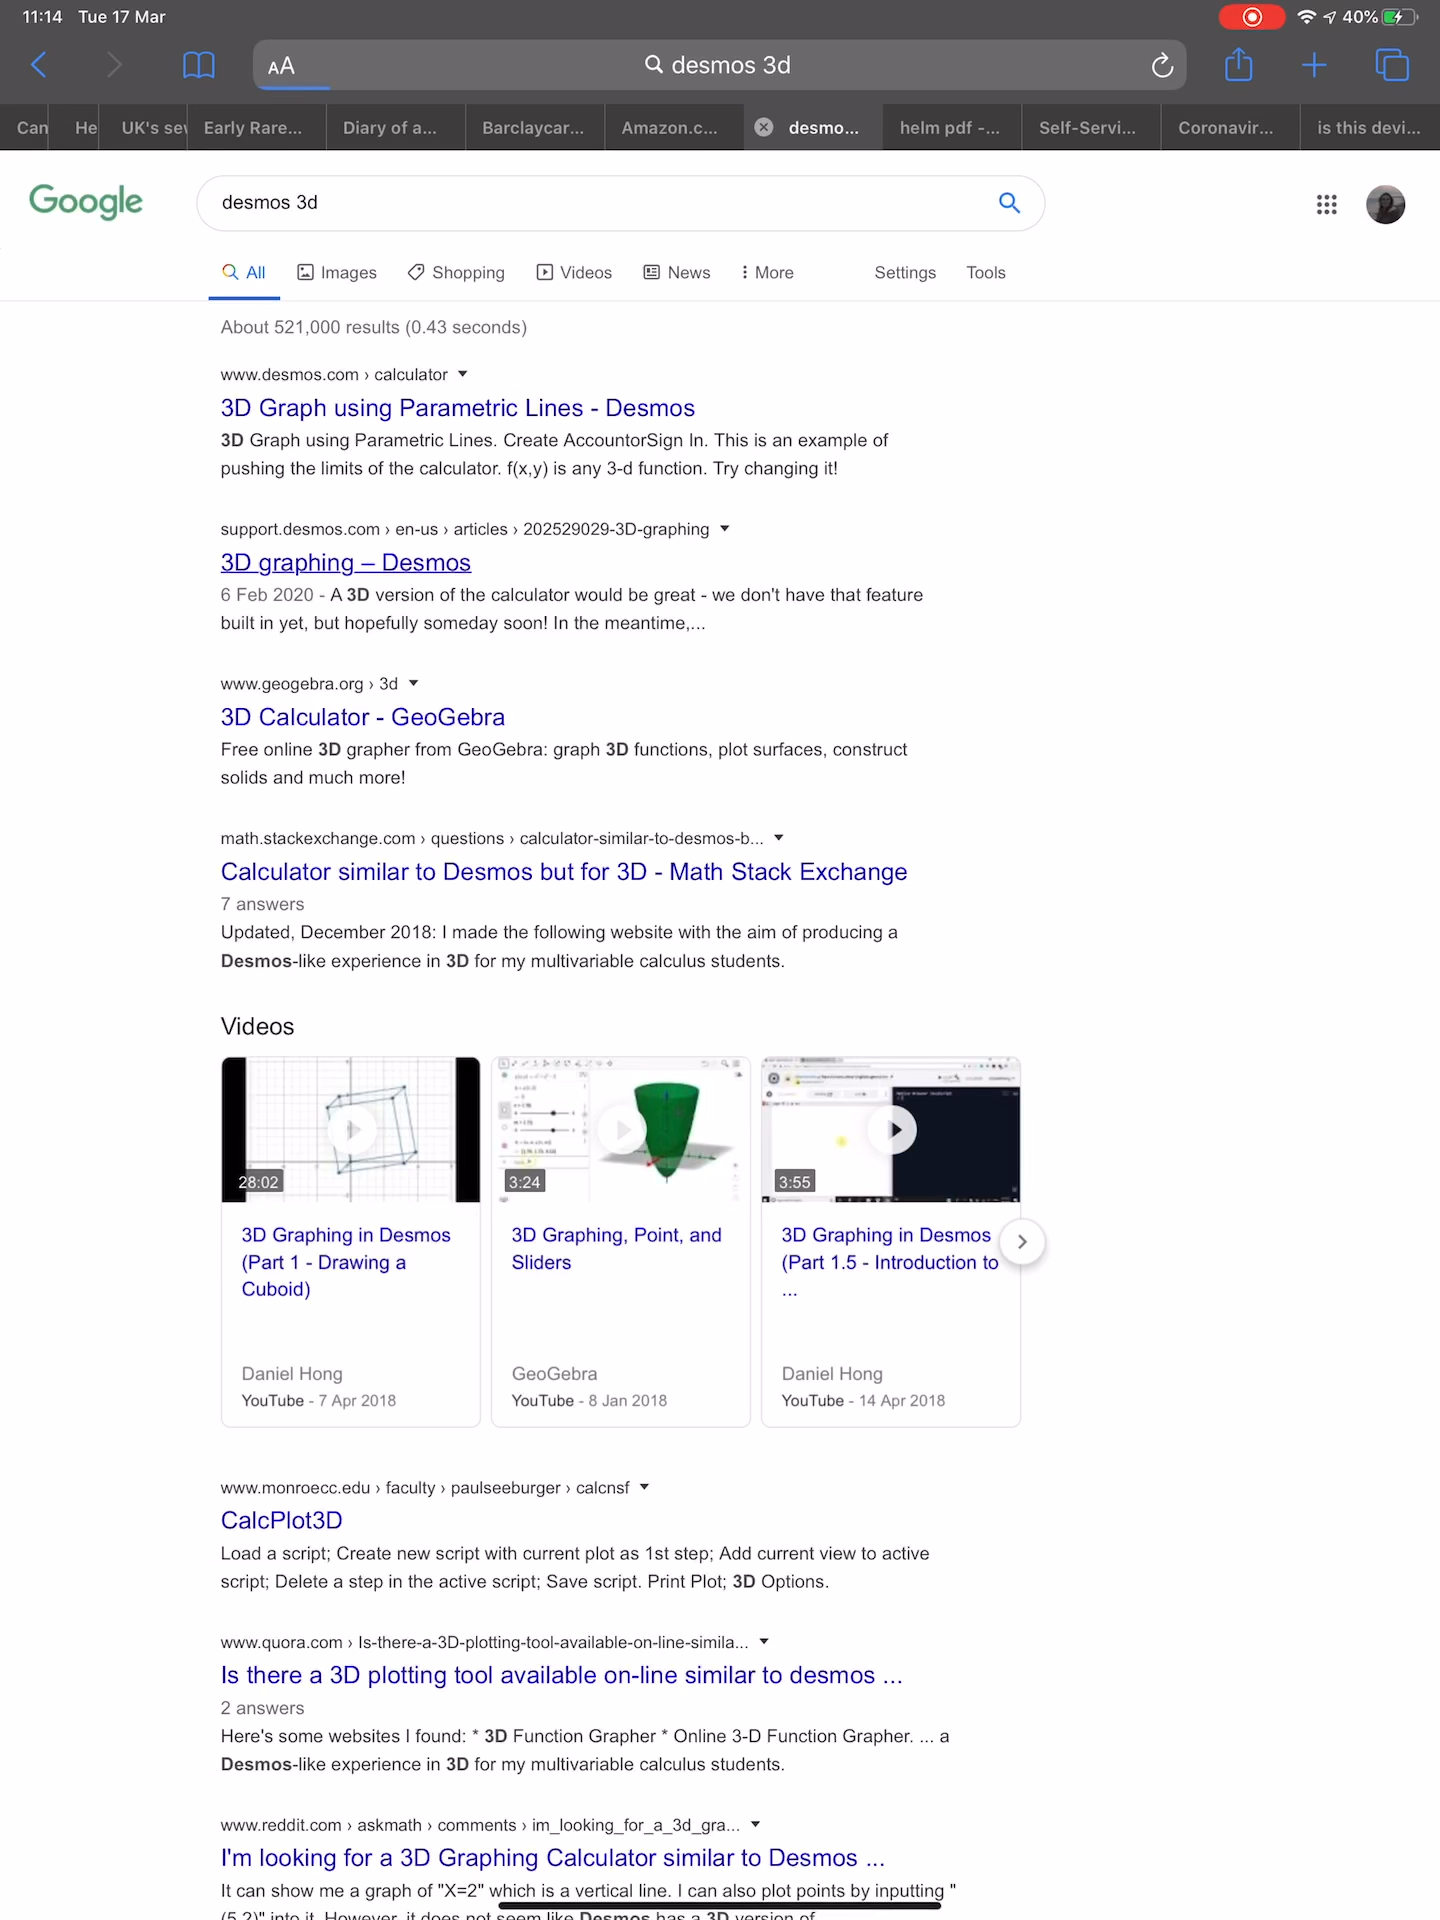 11:14 Tue 17 Mar
40%
AA
desmos 3d
Can
He
UK's se
Early Rare...
Diary of a...
Barclaycar...
Amazon.c...
desmo...
helm pdf -...
Self-Servi...
Coronavir...
is this devi...
Google
desmos 3d
All
Images
Shopping
Videos
News
More
Settings
Tools
About 521,000 results (0.43 seconds)
www.desmos.com › calculator
3D Graph using Parametric Lines - Desmos
3D Graph using Parametric Lines. Create AccountorSign In. This is an example of
pushing the limits of the calculator. f(x,y) is any 3-d function. Try changing it!
support.desmos.com › en-us › articles › 202529029-3D-graphing
3D graphing – Desmos
6 Feb 2020 - A 3D version of the calculator would be great - we don't have that feature
built in yet, but hopefully someday soon! In the meantime,...
www.geogebra.org › 3d
3D Calculator - GeoGebra
Free online 3D grapher from GeoGebra: graph 3D functions, plot surfaces, construct
solids and much more!
math.stackexchange.com › questions › calculator-similar-to-desmos-b...
Calculator similar to Desmos but for 3D - Math Stack Exchange
7 answers
Updated, December 2018: I made the following website with the aim of producing a
Desmos-like experience in 3D for my multivariable calculus students.
Videos
28:02
3D Graphing in Desmos
(Part 1 - Drawing a
Cuboid)
Daniel Hong
YouTube - 7 Apr 2018
3:24
3D Graphing, Point, and
Sliders
GeoGebra
YouTube - 8 Jan 2018
3:55
3D Graphing in Desmos
(Part 1.5 - Introduction to
...
Daniel Hong
YouTube - 14 Apr 2018
www.monroecc.edu › faculty › paulseeburger › calcnsf
CalcPlot3D
Load a script; Create new script with current plot as 1st step; Add current view to active
script; Delete a step in the active script; Save script. Print Plot; 3D Options.
www.quora.com › Is-there-a-3D-plotting-tool-available-on-line-simila...
Is there a 3D plotting tool available on-line similar to desmos ...
2 answers
Here's some websites I found: * 3D Function Grapher * Online 3-D Function Grapher. ... a
Desmos-like experience in 3D for my multivariable calculus students.
www.reddit.com › askmath › comments › im_looking_for_a_3d_gra...
I'm looking for a 3D Graphing Calculator similar to Desmos ...
It can show me a graph of "X=2" which is a vertical line. I can also plot points by inputting "
(5,2)" into it. However, it does not seem like Desmos has a 3D version of